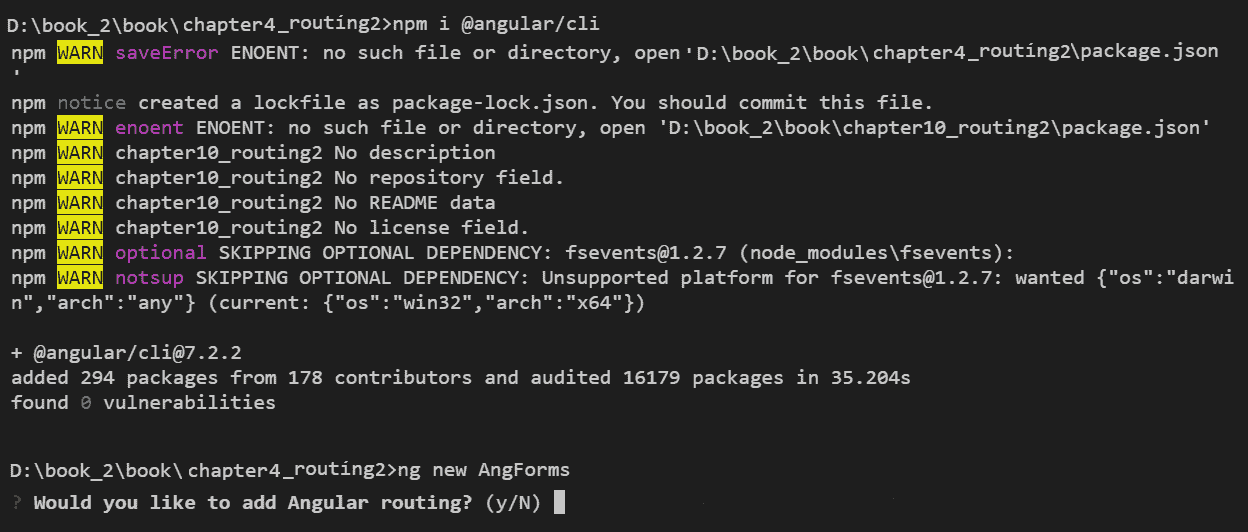 D:\book_2\book\chapter4_routing2>npm i @angular/cli
npm WARN saveError ENOENT: no such file or directory, open 'D:\book_2\book\chapter4_routing2\package.json
'
npm notice created a lockfile as package-lock.json. You should commit this file.
npm WARN enoent ENOENT: no such file or directory, open 'D:\book_2\book\chapter10_routing2\package.json'
npm WARN chapter10_routing2 No description
npm WARN chapter10_routing2 No repository field.
npm WARN chapter10_routing2 No README data
npm WARN chapter10_routing2 No license field.
npm WARN optional SKIPPING OPTIONAL DEPENDENCY: fsevents@1.2.7 (node_modules\fsevents):
npm WARN notsup SKIPPING OPTIONAL DEPENDENCY: Unsupported platform for fsevents@1.2.7: wanted {"os":"darwi
n","arch":"any"} (current: {"os":"win32","arch":"x64"})
+ @angular/cli@7.2.2
added 294 packages from 178 contributors and audited 16179 packages in 35.204s
found 0 vulnerabilities
D:\book_2\book\chapter4_routing2>ng new AngForms
? Would you like to add Angular routing? (y/N)